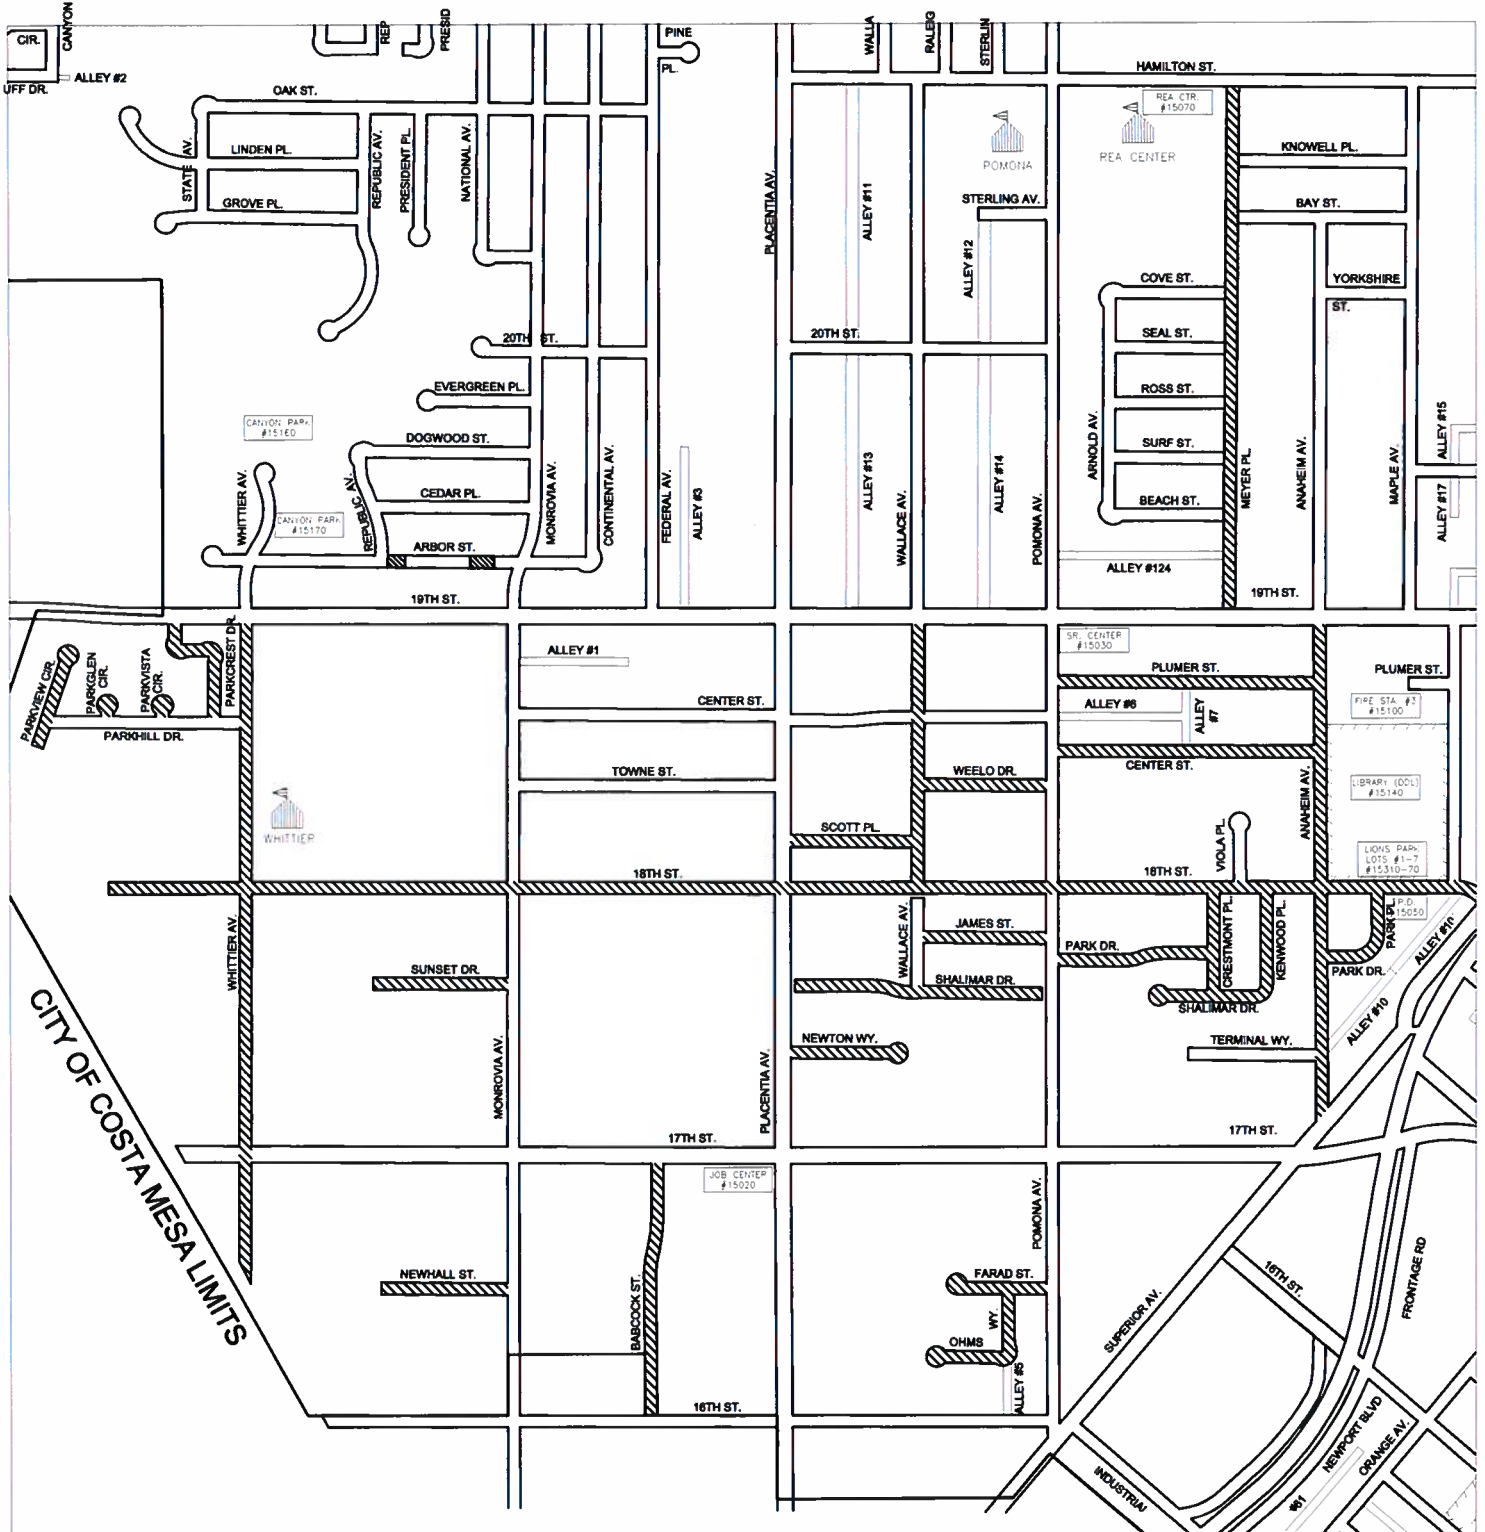 CIR.
CANYON
ALLEY #2
UFF DR.
REP
PRESID
PINE
PL.
WALLA
RALEIG
STERLIN
HAMILTON ST.
OAK ST.
REA CTR.
#15070
LINDEN PL.
STATE AV.
REPUBLIC AV.
PRESIDENT PL.
NATIONAL AV.
GROVE PL.
PLACENTIA AV.
ALLEY #11
POMONA
REA CENTER
KNOWELL PL.
STERLING AV.
BAY ST.
ALLEY #12
COVE ST.
YORKSHIRE
ST.
20TH ST.
20TH ST.
SEAL ST.
EVERGREEN PL.
ROSS ST.
CANYON PARK
#15160
DOGWOOD ST.
ARNOLD AV.
SURF ST.
ALLEY #15
WHITTIER AV.
CEDAR PL.
REPUBLIC AV.
MONROVIA AV.
CONTINENTAL AV.
FEDERAL AV.
ALLEY #3
ALLEY #13
WALLACE AV.
ALLEY #14
POMONA AV.
BEACH ST.
MEYER PL.
ANAHEIM AV.
MAPLE AV.
ALLEY #17
CANYON PARK
#15170
ARBOR ST.
ALLEY #124
19TH ST.
19TH ST.
PARKVIEW CIR.
PARKGLEN
CIR.
PARKVISTA
CIR.
PARKCREST DR.
ALLEY #1
SR. CENTER
#15030
PLUMER ST.
PLUMER ST.
CENTER ST.
ALLEY #6
ALLEY
#7
FIRE STA. #3
#15100
PARKHILL DR.
TOWNE ST.
WEELO DR.
CENTER ST.
ANAHEIM AV.
LIBRARY (DDL)
#15140
WHITTIER
SCOTT PL.
VIOLA PL.
LIONS PARK
LOTS #1-7
#15310-70
18TH ST.
18TH ST.
WHITTIER AV.
WALLACE AV.
JAMES ST.
PARK DR.
CRESTMONT PL.
KENWOOD PL.
PARK PL.
P.D.
15050
ALLEY #10
SUNSET DR.
SHALIMAR DR.
PARK DR.
SHALIMAR DR.
ALLEY #10
CITY OF COSTA MESA LIMITS
MONROVIA AV.
NEWTON WY.
PLACENTIA AV.
TERMINAL WY.
17TH ST.
17TH ST.
JOB CENTER
#15020
POMONA AV.
NEWHALL ST.
BABCOCK ST.
FARAD ST.
WY.
OHMS
ALLEY #5
16TH ST.
SUPERIOR AV.
FRONTAGE RD
16TH ST.
NEWPORT BLVD
ORANGE AV.
INDUSTRIAL
#61